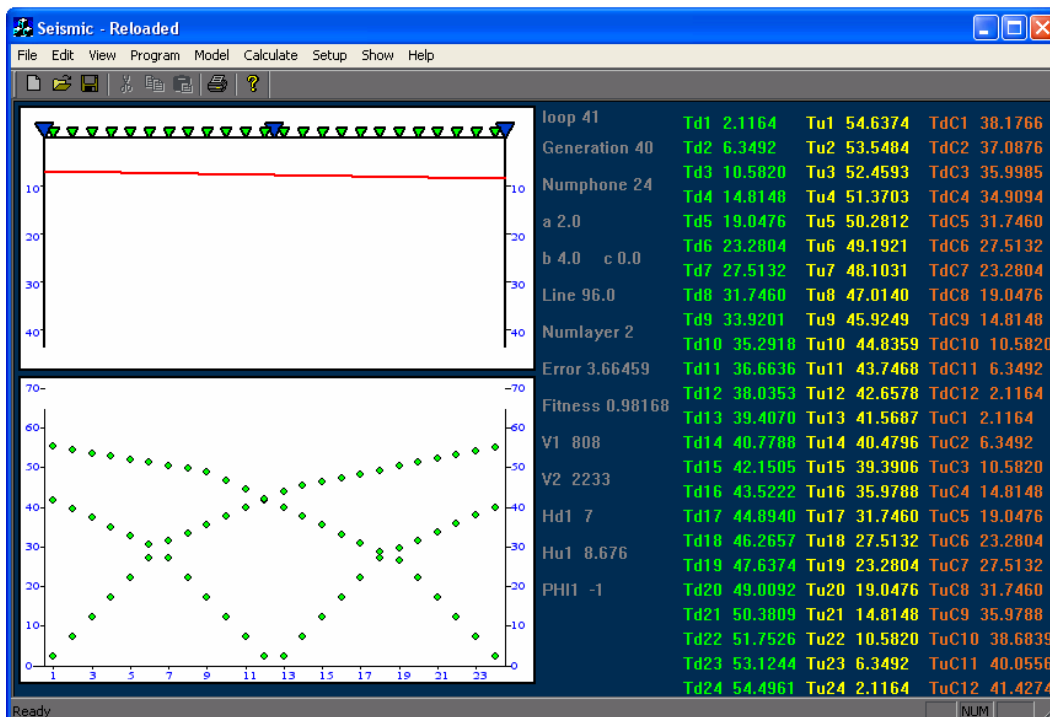 Seismic - Reloaded
File Edit View Program Model Calculate Setup Show Help
10 10
20 20
30 30
40 40
70 70
60 60
50 50
40 40
30 30
20 20
10 10
0 0
1 3 5 7 9 11 13 15 17 19 21 23
loop 41
Generation 40
Numphone 24
a 2.0
b 4.0 c 0.0
Line 96.0
Numlayer 2
Error 3.66459
Fitness 0.98168
V1 808
V2 2233
Hd1 7
Hu1 8.676
PHI1 -1
Td1 2.1164 Tu1 54.6374 TdC1 38.1766
Td2 6.3492 Tu2 53.5484 TdC2 37.0876
Td3 10.5820 Tu3 52.4593 TdC3 35.9985
Td4 14.8148 Tu4 51.3703 TdC4 34.9094
Td5 19.0476 Tu5 50.2812 TdC5 31.7460
Td6 23.2804 Tu6 49.1921 TdC6 27.5132
Td7 27.5132 Tu7 48.1031 TdC7 23.2804
Td8 31.7460 Tu8 47.0140 TdC8 19.0476
Td9 33.9201 Tu9 45.9249 TdC9 14.8148
Td10 35.2918 Tu10 44.8359 TdC10 10.5820
Td11 36.6636 Tu11 43.7468 TdC11 6.3492
Td12 38.0353 Tu12 42.6578 TdC12 2.1164
Td13 39.4070 Tu13 41.5687 TuC1 2.1164
Td14 40.7788 Tu14 40.4796 TuC2 6.3492
Td15 42.1505 Tu15 39.3906 TuC3 10.5820
Td16 43.5222 Tu16 35.9788 TuC4 14.8148
Td17 44.8940 Tu17 31.7460 TuC5 19.0476
Td18 46.2657 Tu18 27.5132 TuC6 23.2804
Td19 47.6374 Tu19 23.2804 TuC7 27.5132
Td20 49.0092 Tu20 19.0476 TuC8 31.7460
Td21 50.3809 Tu21 14.8148 TuC9 35.9788
Td22 51.7526 Tu22 10.5820 TuC10 38.6839
Td23 53.1244 Tu23 6.3492 TuC11 40.0556
Td24 54.4961 Tu24 2.1164 TuC12 41.4274
Ready NUM